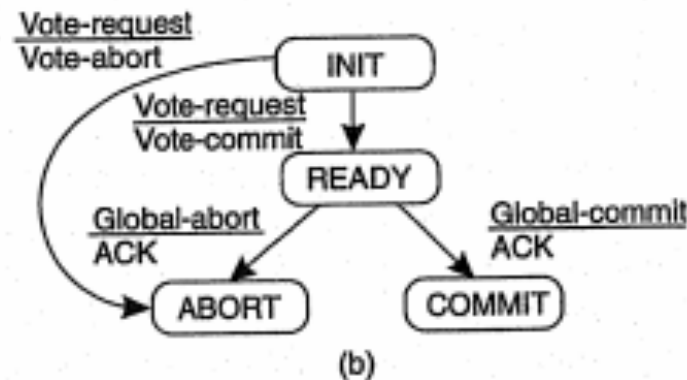 Vote-request
Vote-abort
INIT
Vote-request
Vote-commit
READY
Global-abort
ACK
Global-commit
ACK
ABORT
COMMIT
(b)